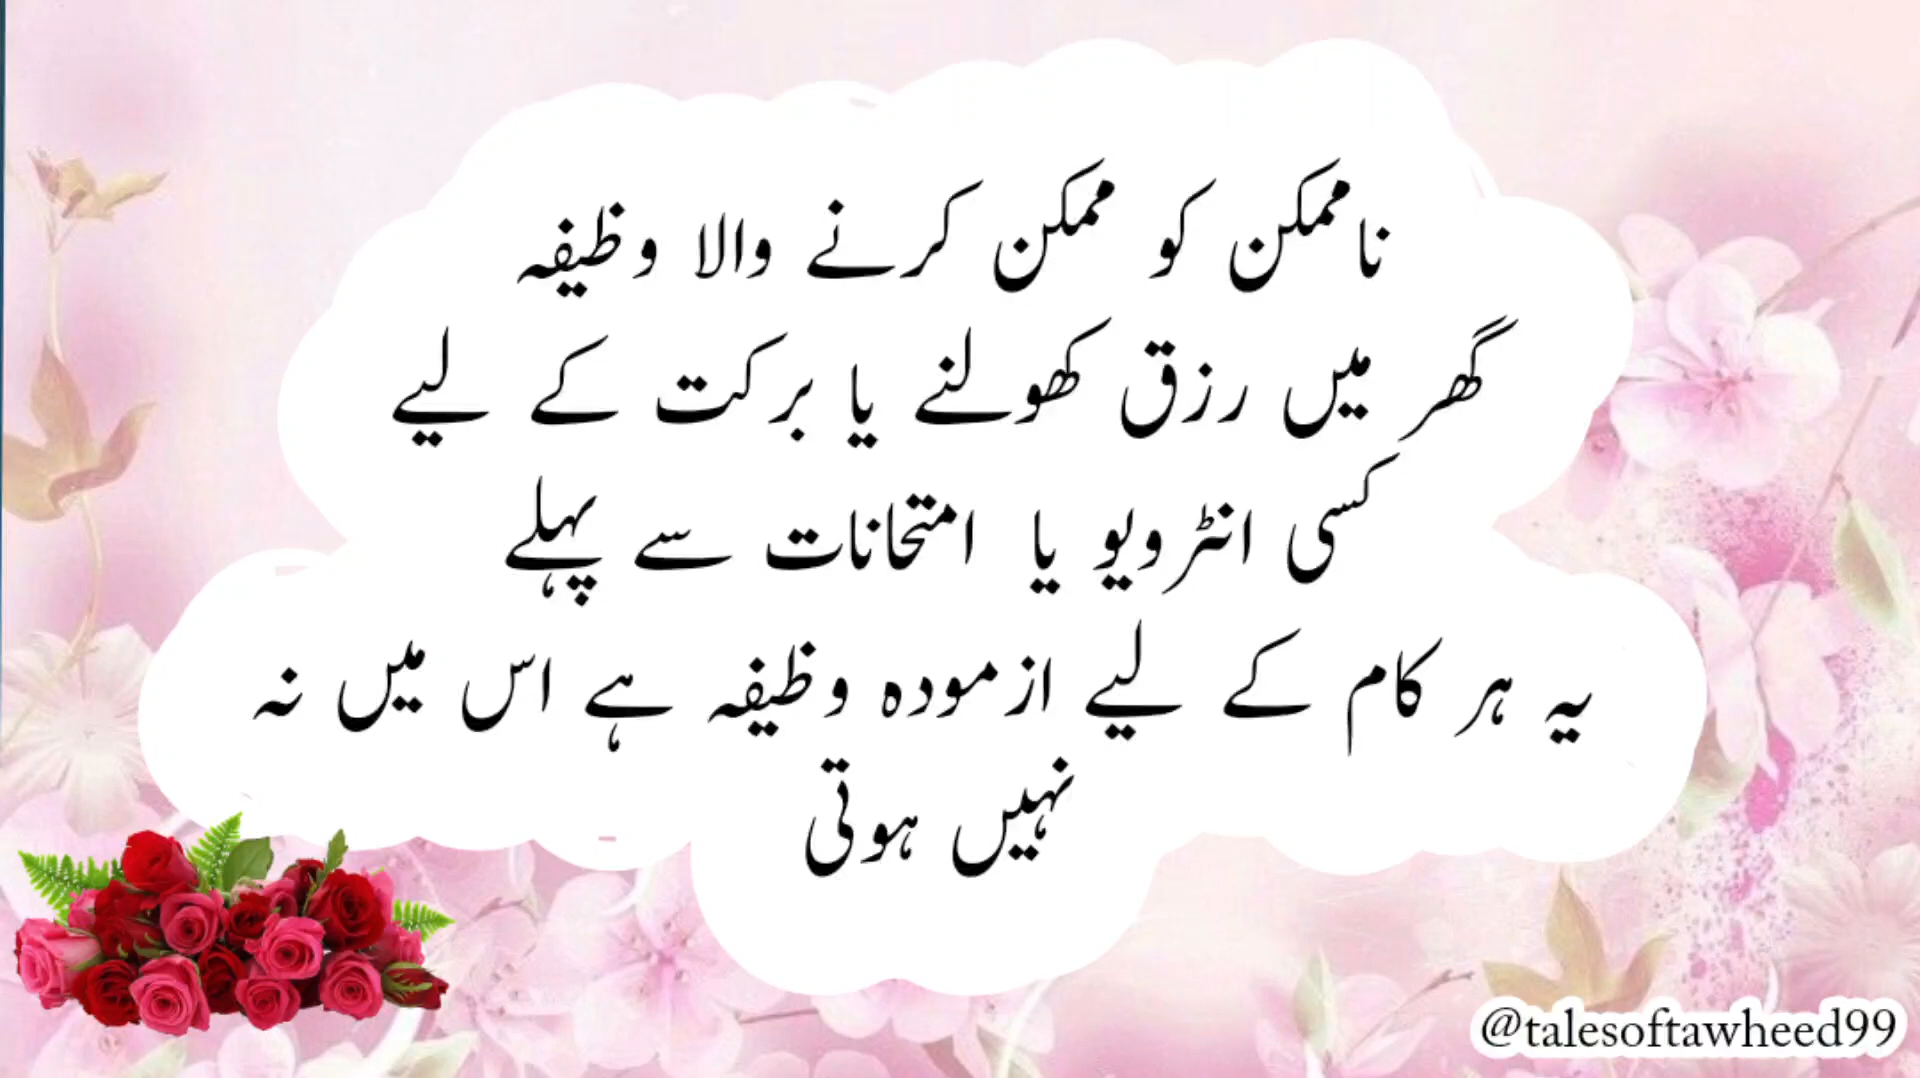 ناممکن کو ممکن کرنے والا وظیفہ
گھر میں رزق کھولنے یا برکت کے لیے
کسی انٹرویو یا امتحانات سے پہلے
یہ ہر کام کے لیے ازمودہ وظیفہ ہے اس میں نہ
نہیں ہوتی
@talesoftawheed99